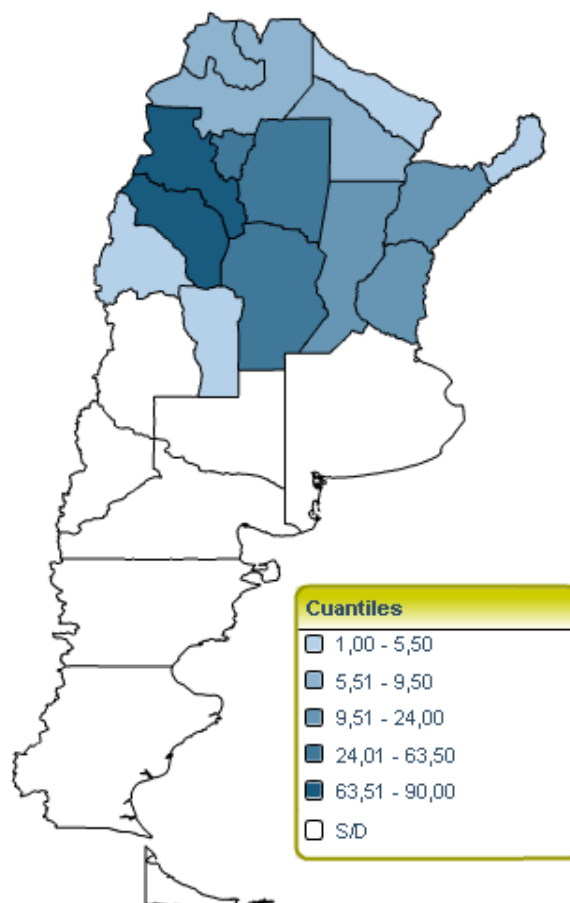 Cuantiles
1,00 - 5,50
5,51 - 9,50
9,51 - 24,00
24,01 - 63,50
63,51 - 90,00
S/D